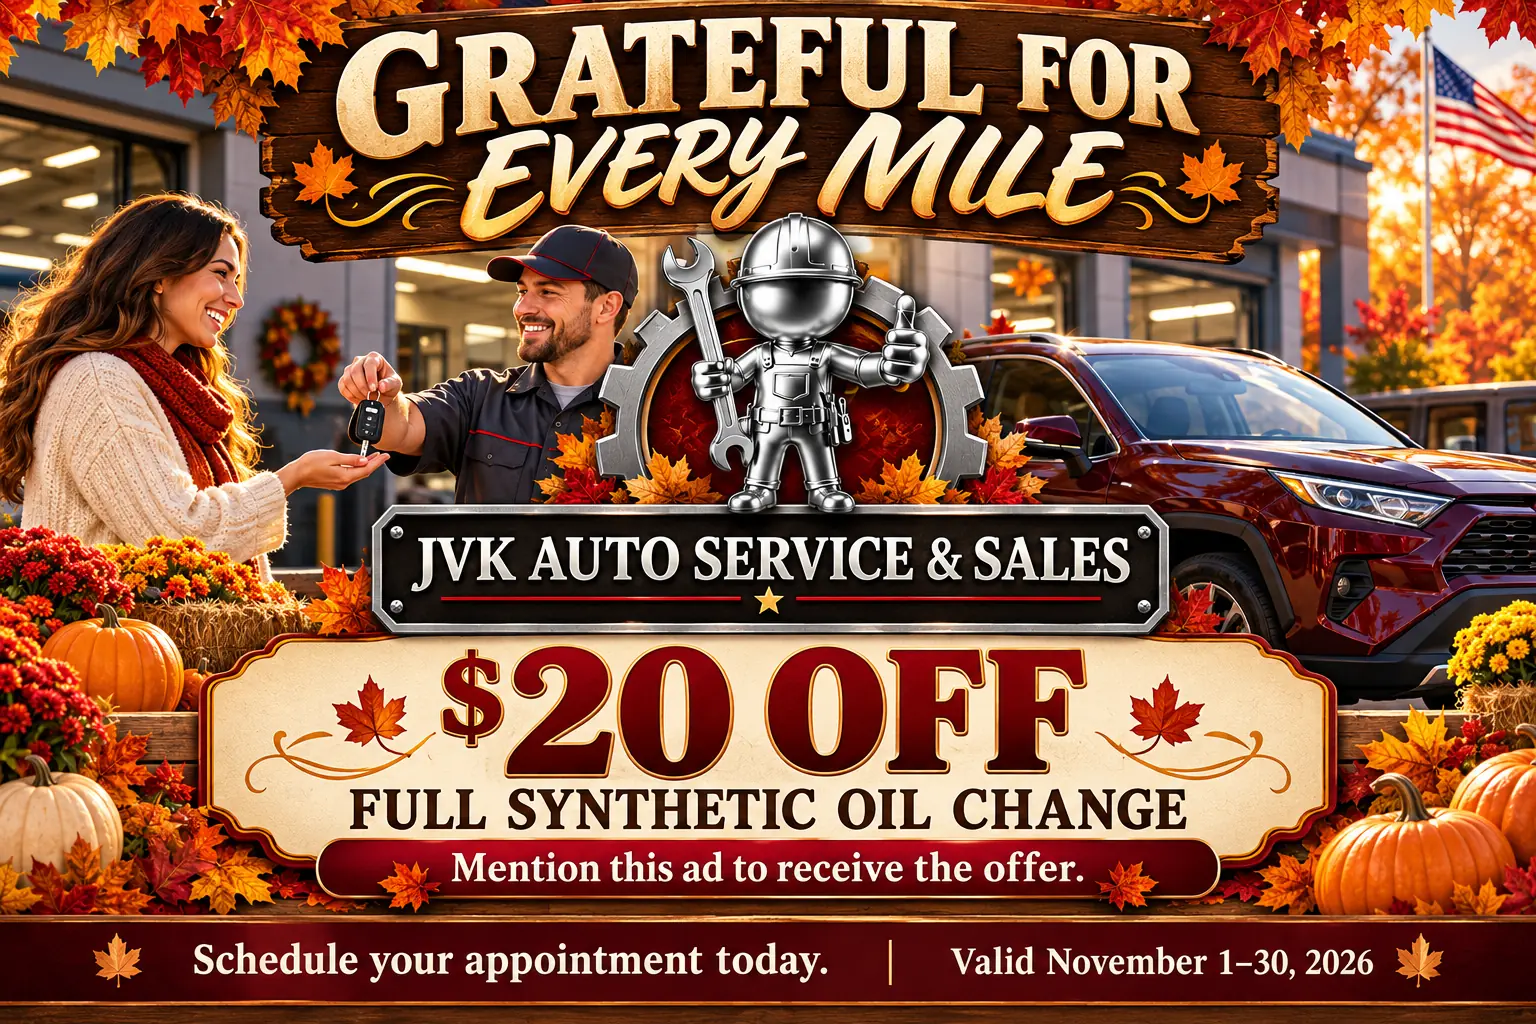 GRATEFUL FOR
EVERY MILE
JVK AUTO SERVICE & SALES
$20 OFF
FULL SYNTHETIC OIL CHANGE
Mention this ad to receive the offer.
Schedule your appointment today. | Valid November 1–30, 2026